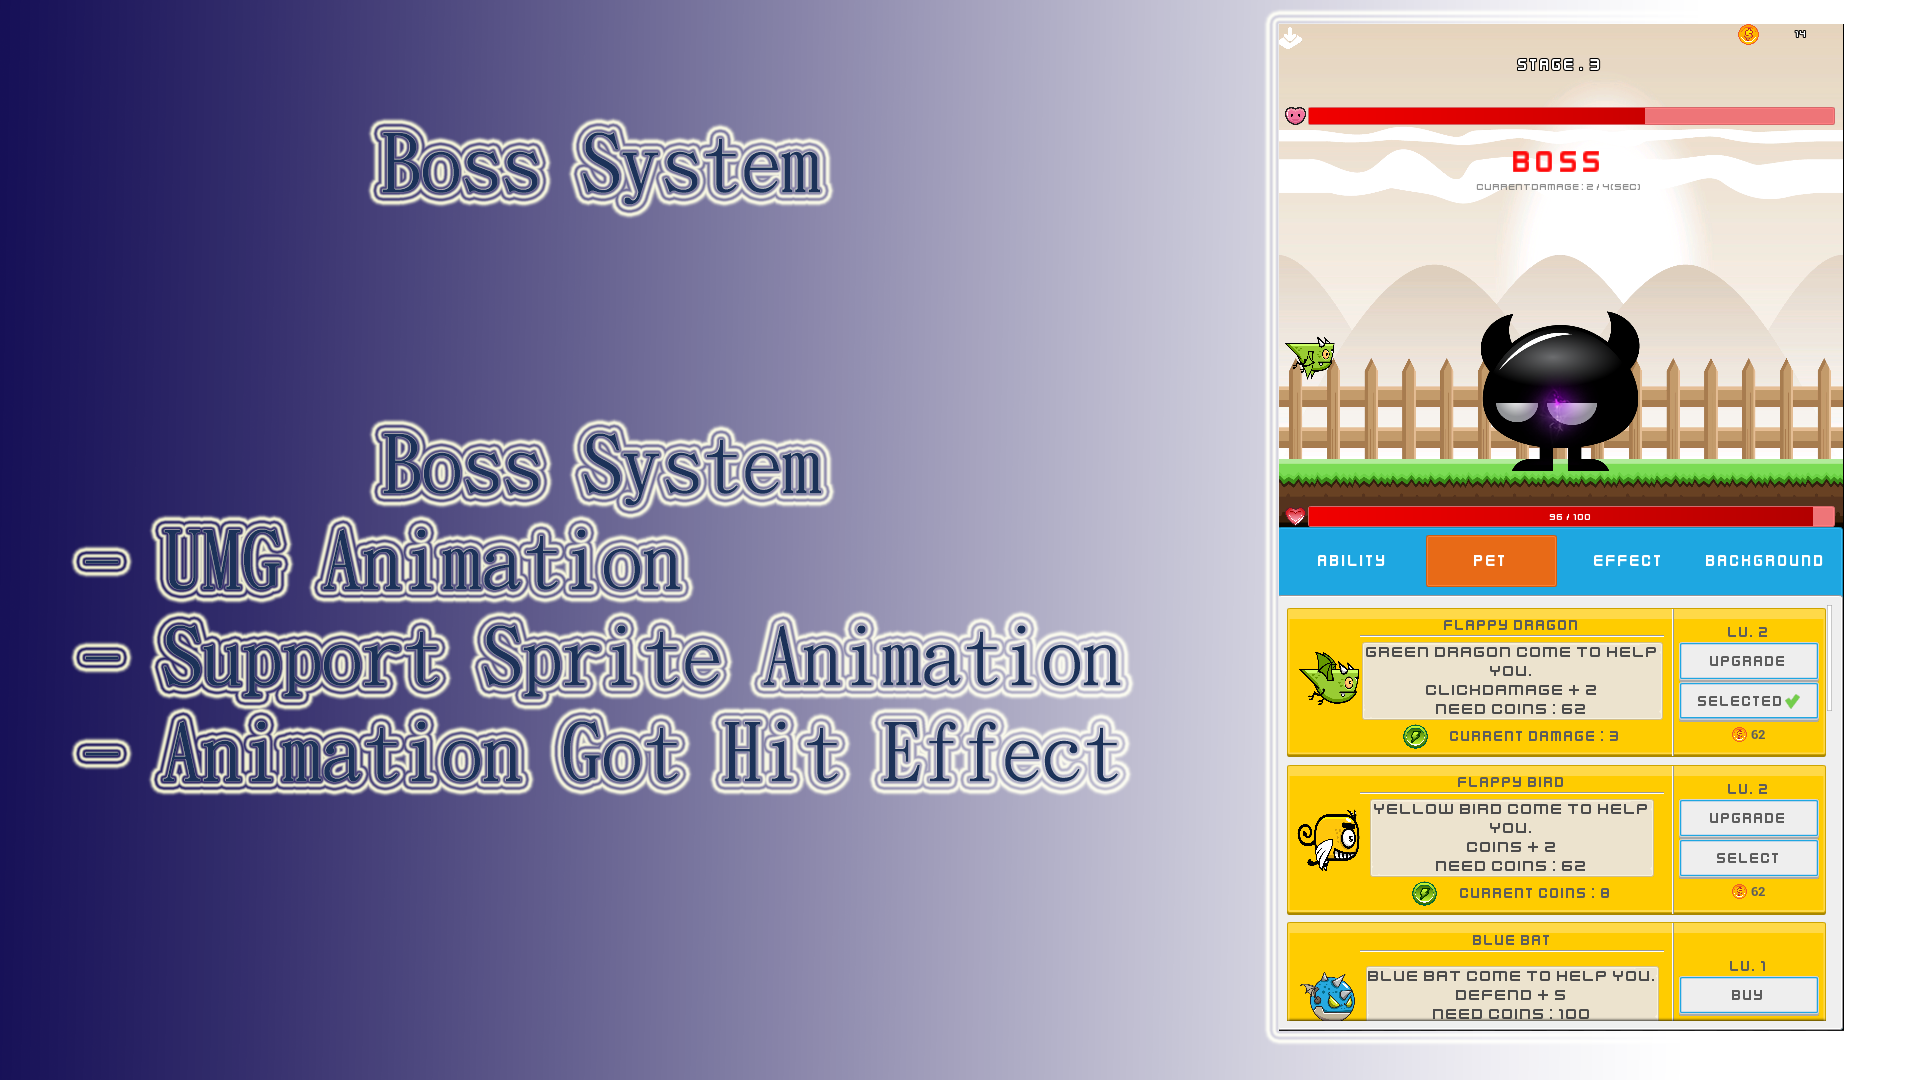 Boss System
Boss System
- UMG Animation
- Support Sprite Animation
- Animation Got Hit Effect
14
STAGE.3
BOSS
CURRENTDAMAGE : 2 / 4(SEC)
96 / 100
ABILITY
PET
EFFECT
BACKGROUND
FLAPPY DRAGON
GREEN DRAGON COME TO HELP
YOU.
CLICKDAMAGE + 2
NEED COINS : 62
CURRENT DAMAGE : 3
LV. 2
UPGRADE
SELECTED
62
FLAPPY BIRD
YELLOW BIRD COME TO HELP
YOU.
COINS + 2
NEED COINS : 62
CURRENT COINS : 8
LV. 2
UPGRADE
SELECT
62
BLUE BAT
BLUE BAT COME TO HELP YOU.
DEFEND + 5
NEED COINS :100
LV. 1
BUY